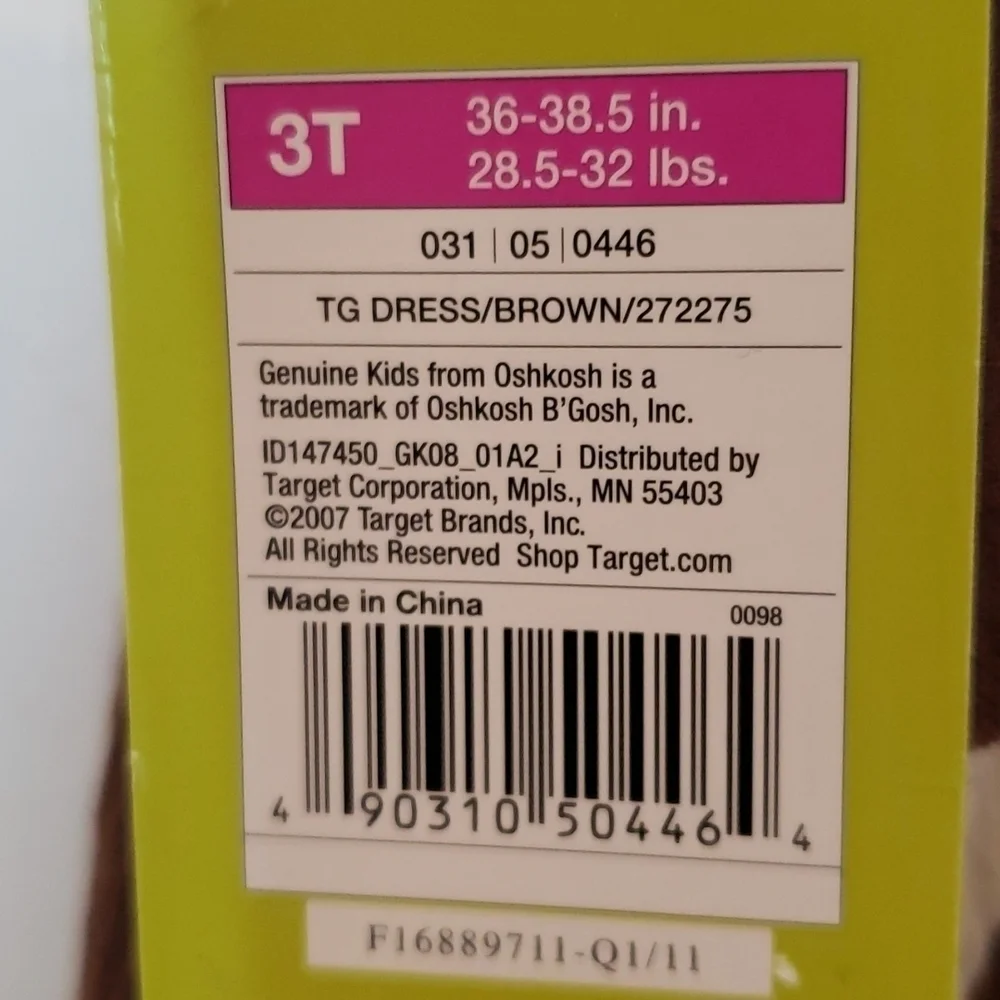 3T
36-38.5 in.
28.5-32 lbs.
031 | 05 | 0446
TG DRESS/BROWN/272275
Genuine Kids from Oshkosh is a
trademark of Oshkosh B'Gosh, Inc.
ID147450_GK08_01A2_i Distributed by
Target Corporation, Mpls., MN 55403
©2007 Target Brands, Inc.
All Rights Reserved Shop Target.com
Made in China
0098
4 90310 50446 4
F16889711-Q1/11